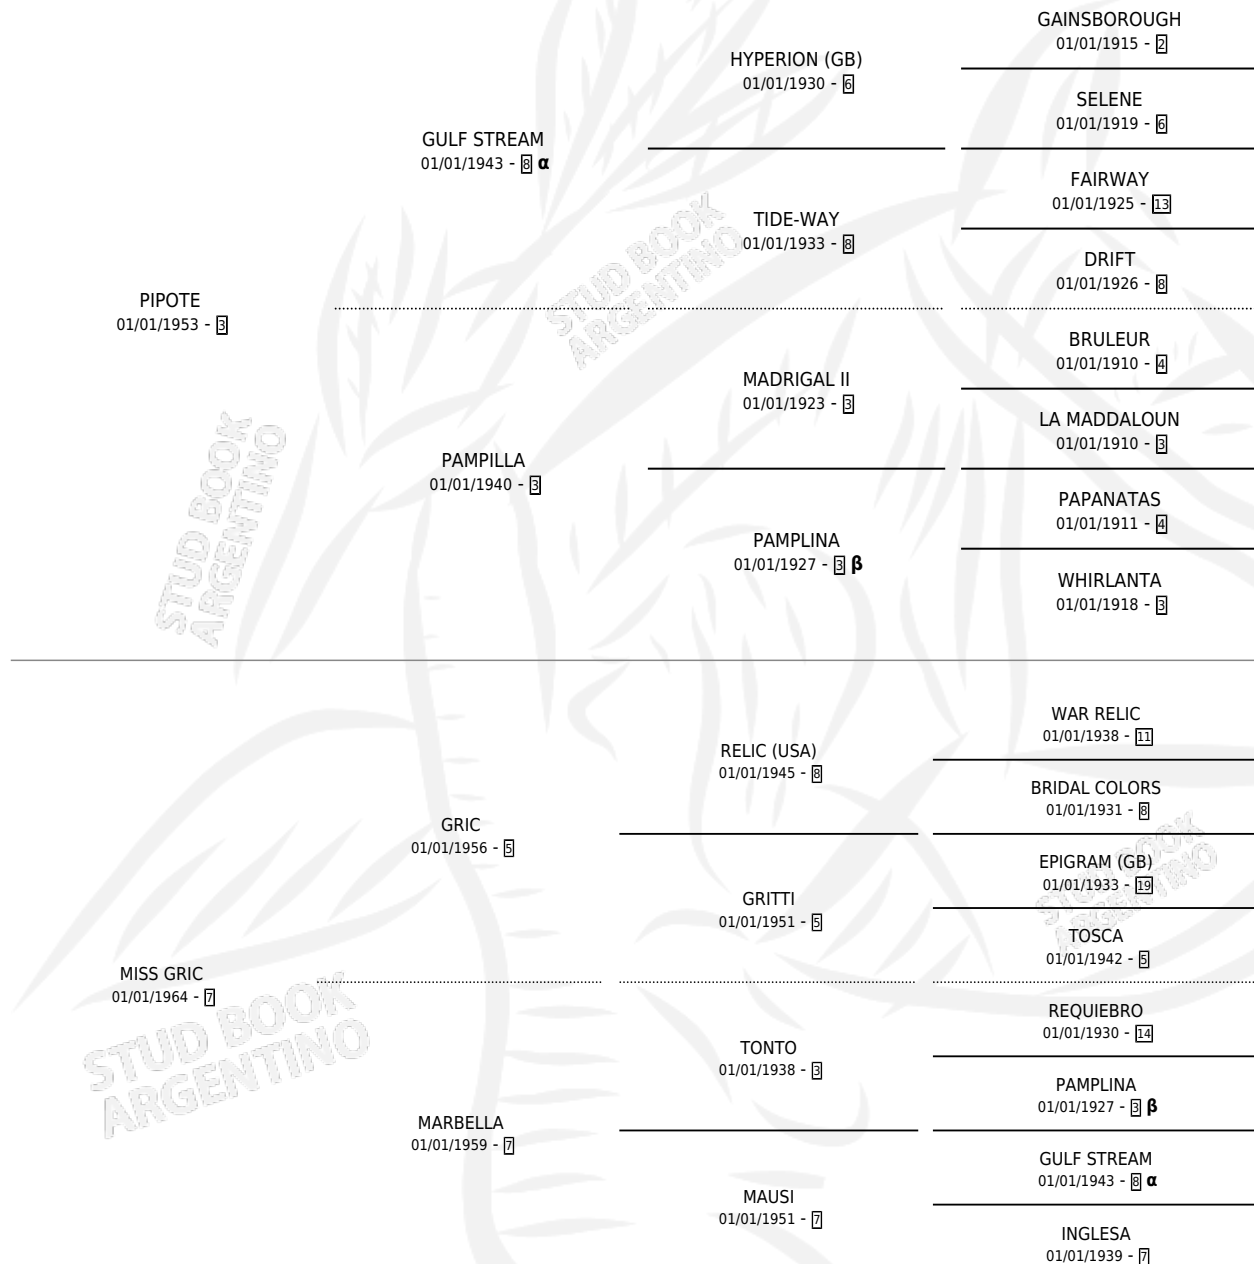 GAINSBOROUGH
01/01/1915 - 2
HYPERION (GB)
01/01/1930 - 6
SELENE
01/01/1919 - 6
GULF STREAM
01/01/1943 - 8 α
FAIRWAY
01/01/1925 - 13
TIDE-WAY
01/01/1933 - 8
DRIFT
01/01/1926 - 8
PIPOTE
01/01/1953 - 3
BRULEUR
01/01/1910 - 4
MADRIGAL II
01/01/1923 - 3
LA MADDALOUN
01/01/1910 - 3
PAMPILLA
01/01/1940 - 3
PAPANATAS
01/01/1911 - 4
PAMPLINA
01/01/1927 - 3 β
WHIRLANTA
01/01/1918 - 3
WAR RELIC
01/01/1938 - 11
RELIC (USA)
01/01/1945 - 8
BRIDAL COLORS
01/01/1931 - 8
GRIC
01/01/1956 - 5
EPIGRAM (GB)
01/01/1933 - 19
GRITTI
01/01/1951 - 5
TOSCA
01/01/1942 - 5
MISS GRIC
01/01/1964 - 7
REQUIEBRO
01/01/1930 - 14
TONTO
01/01/1938 - 3
PAMPLINA
01/01/1927 - 3 β
MARBELLA
01/01/1959 - 7
GULF STREAM
01/01/1943 - 8 α
MAUSI
01/01/1951 - 7
INGLESA
01/01/1939 - 7
STUD BOOK
ARGENTINO
STUD BOOK
ARGENTINO
STUD BOOK
ARGENTINO
STUD BOOK
ARGENTINO